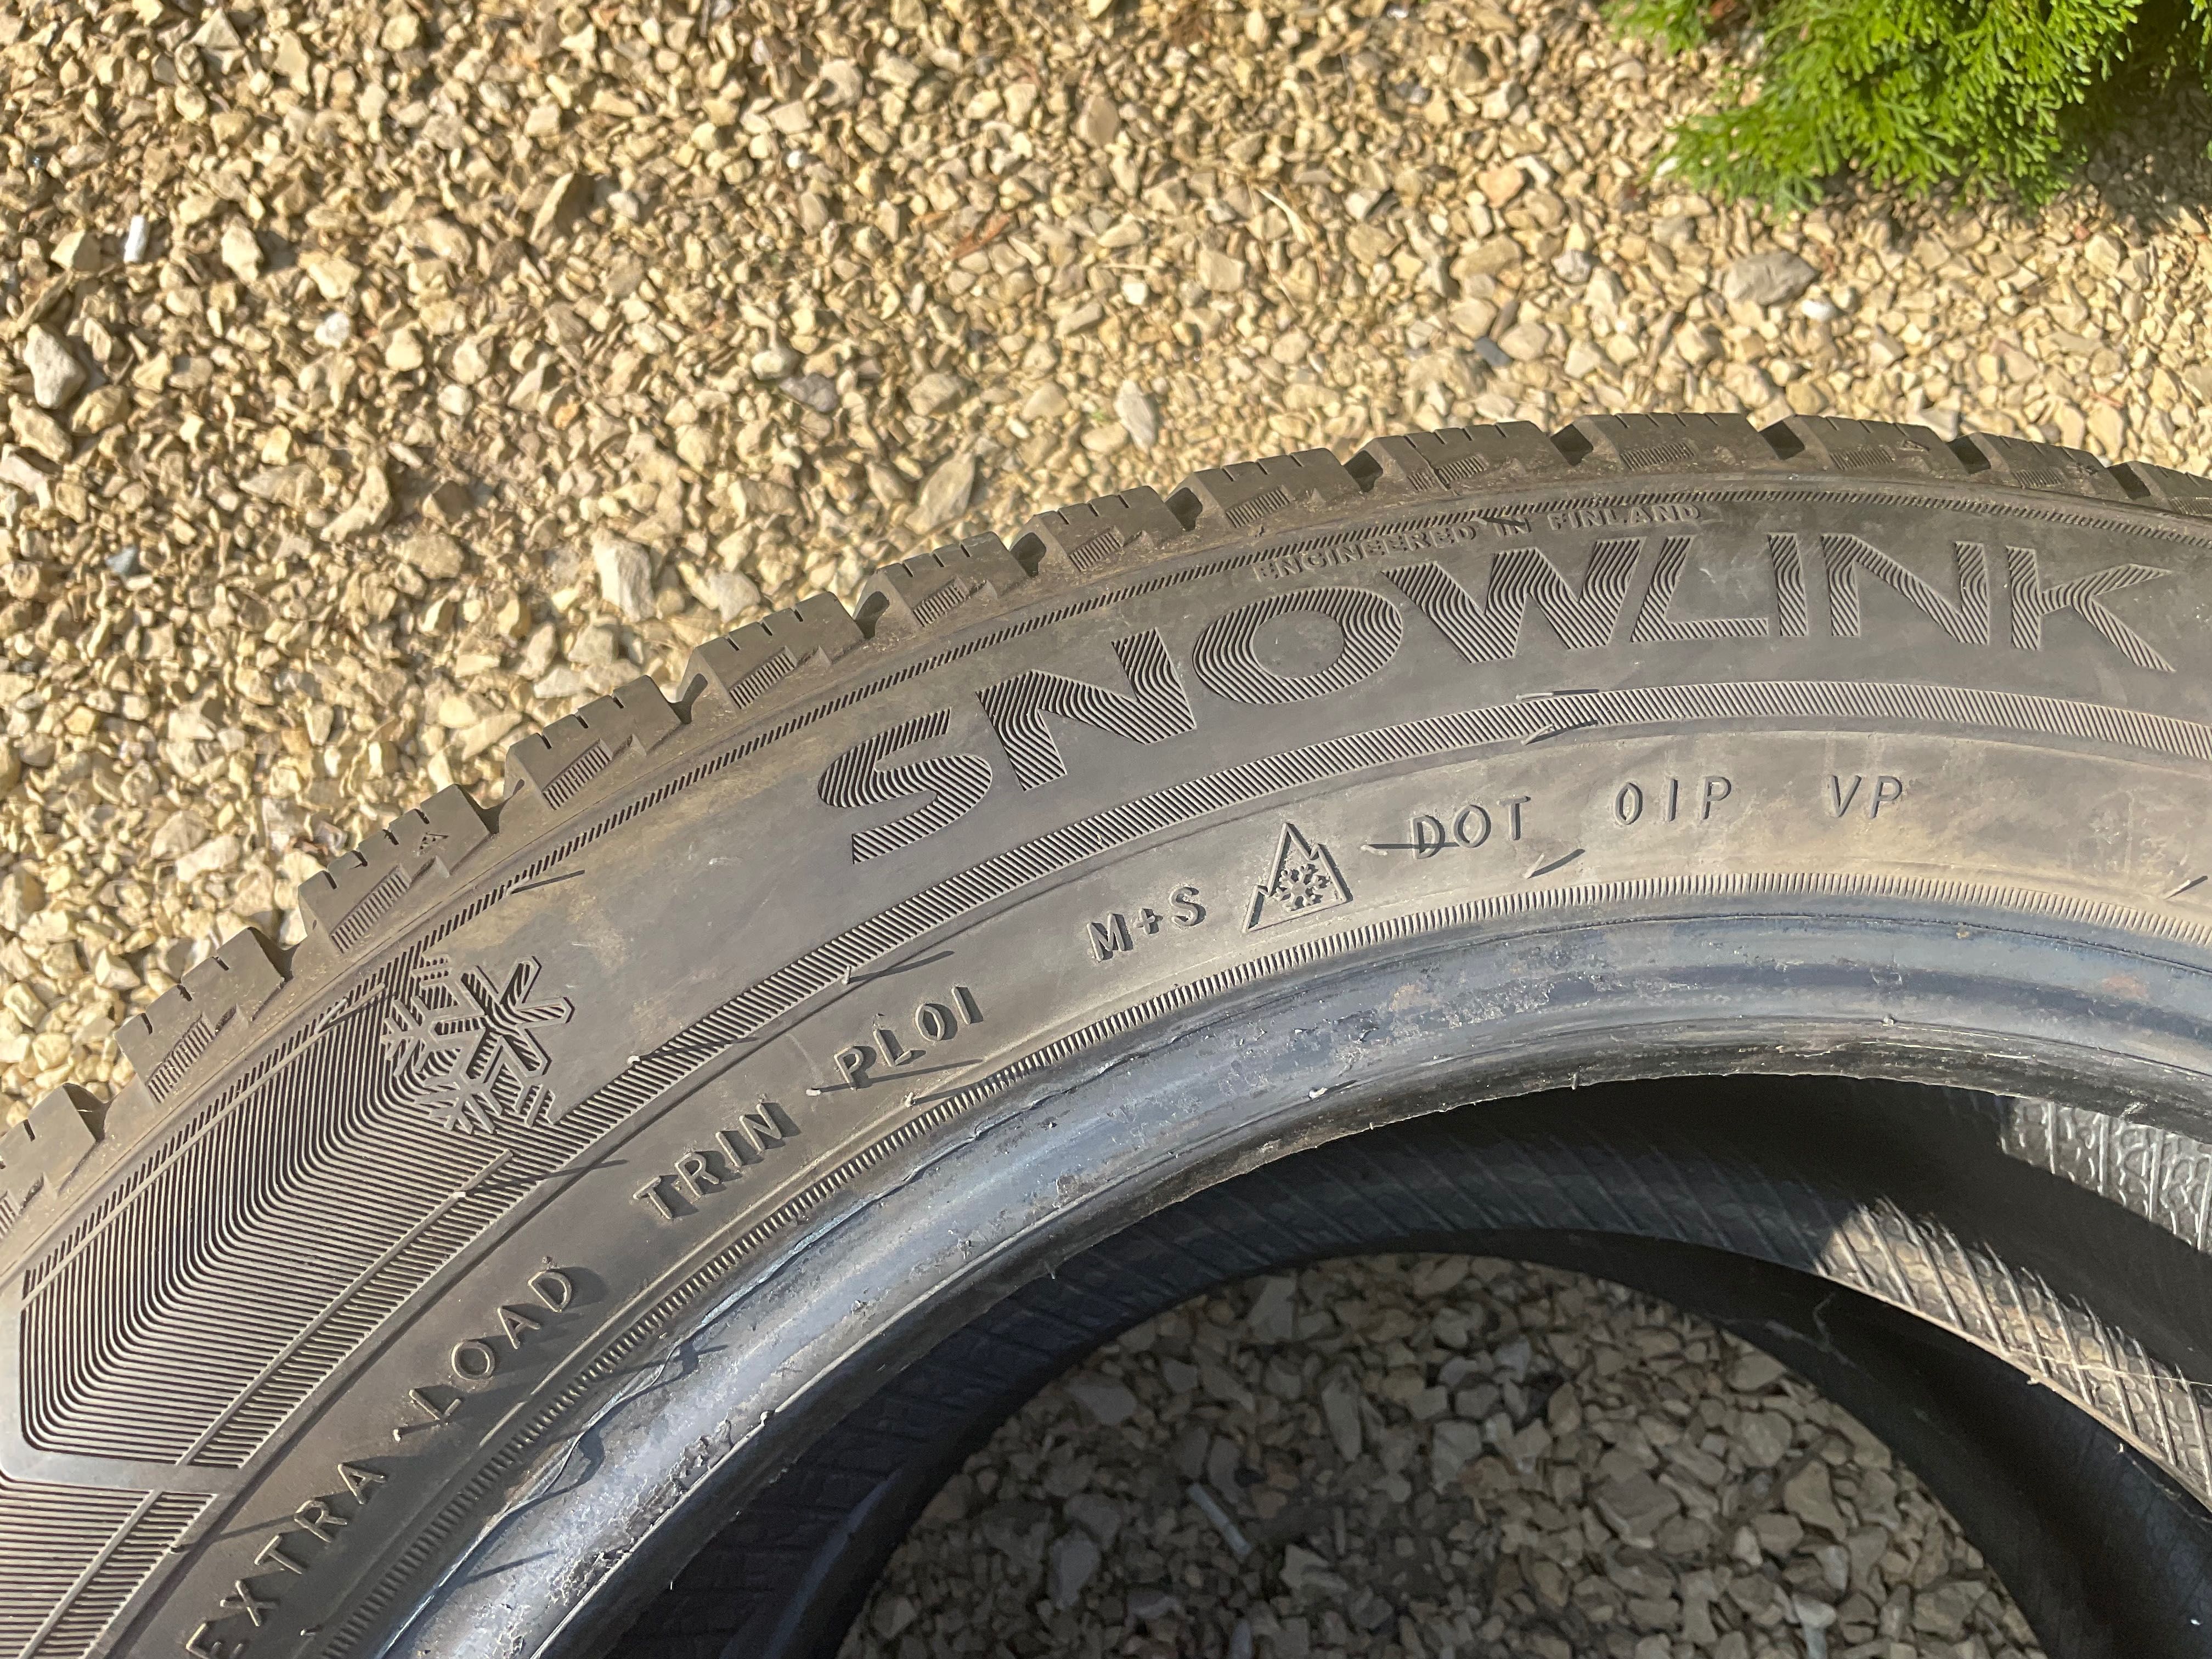 ENGINEERED IN FINLAND
SNOWLINK
EXTRA LOAD TRIN PL01 M+S DOT 01P VP